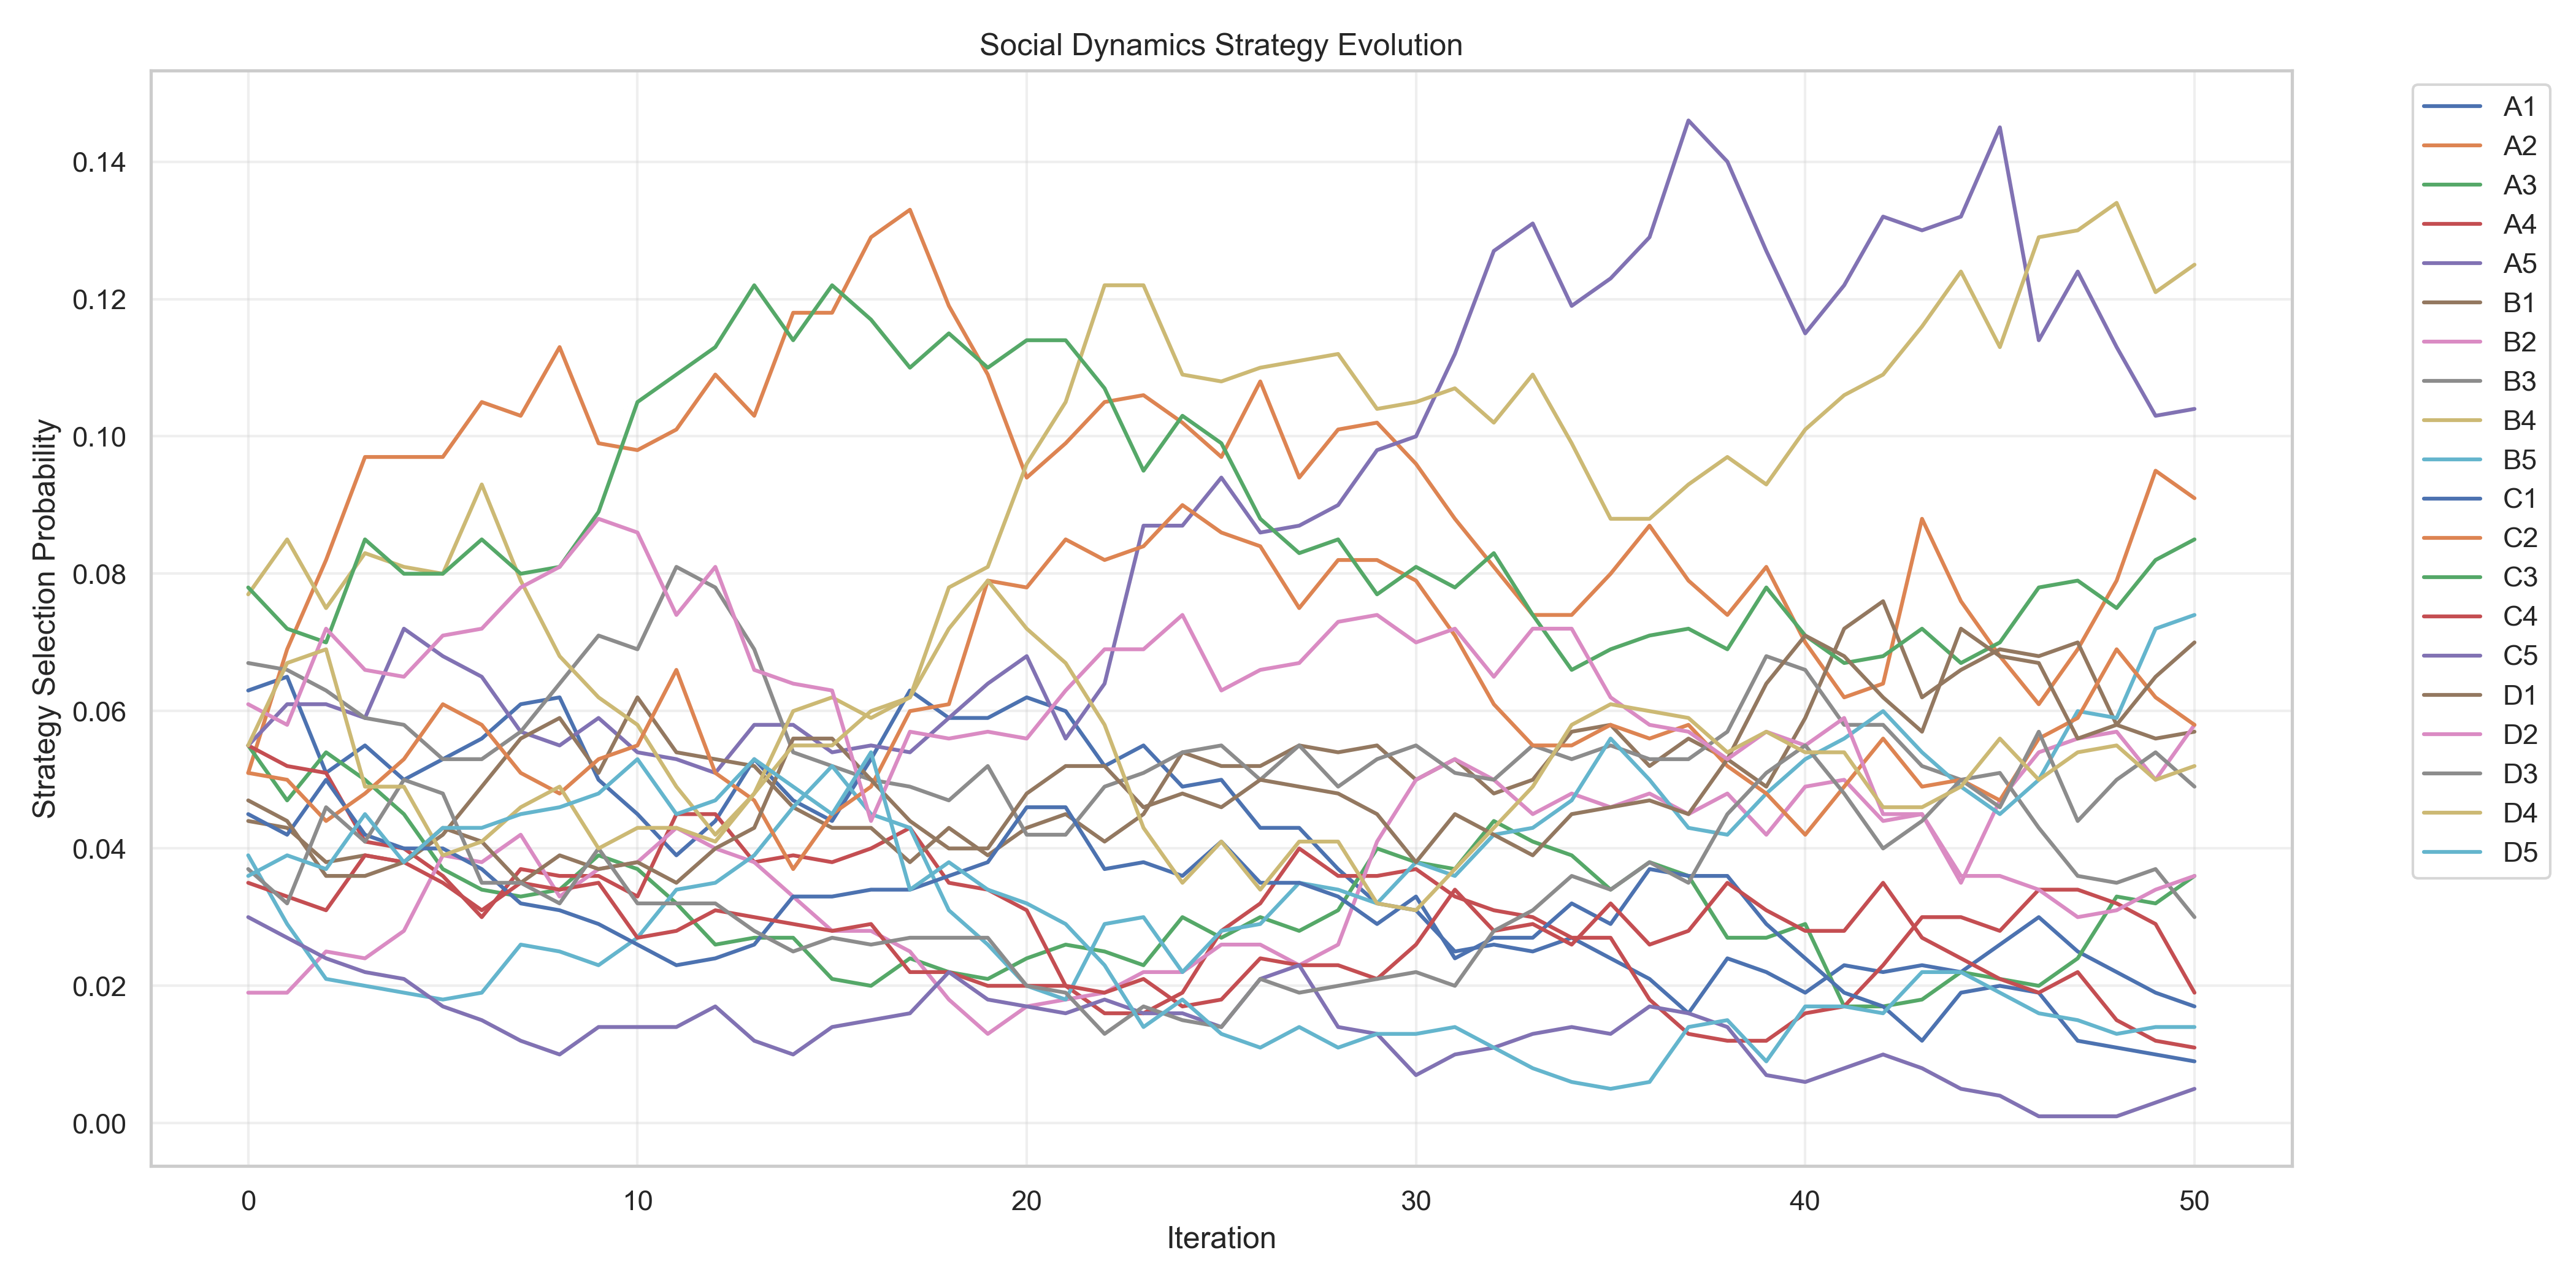 Social Dynamics Strategy Evolution
Strategy Selection Probability
0.14
0.12
0.10
0.08
0.06
0.04
0.02
0.00
0 10 20 30 40 50
Iteration
A1
A2
A3
A4
A5
B1
B2
B3
B4
B5
C1
C2
C3
C4
C5
D1
D2
D3
D4
D5